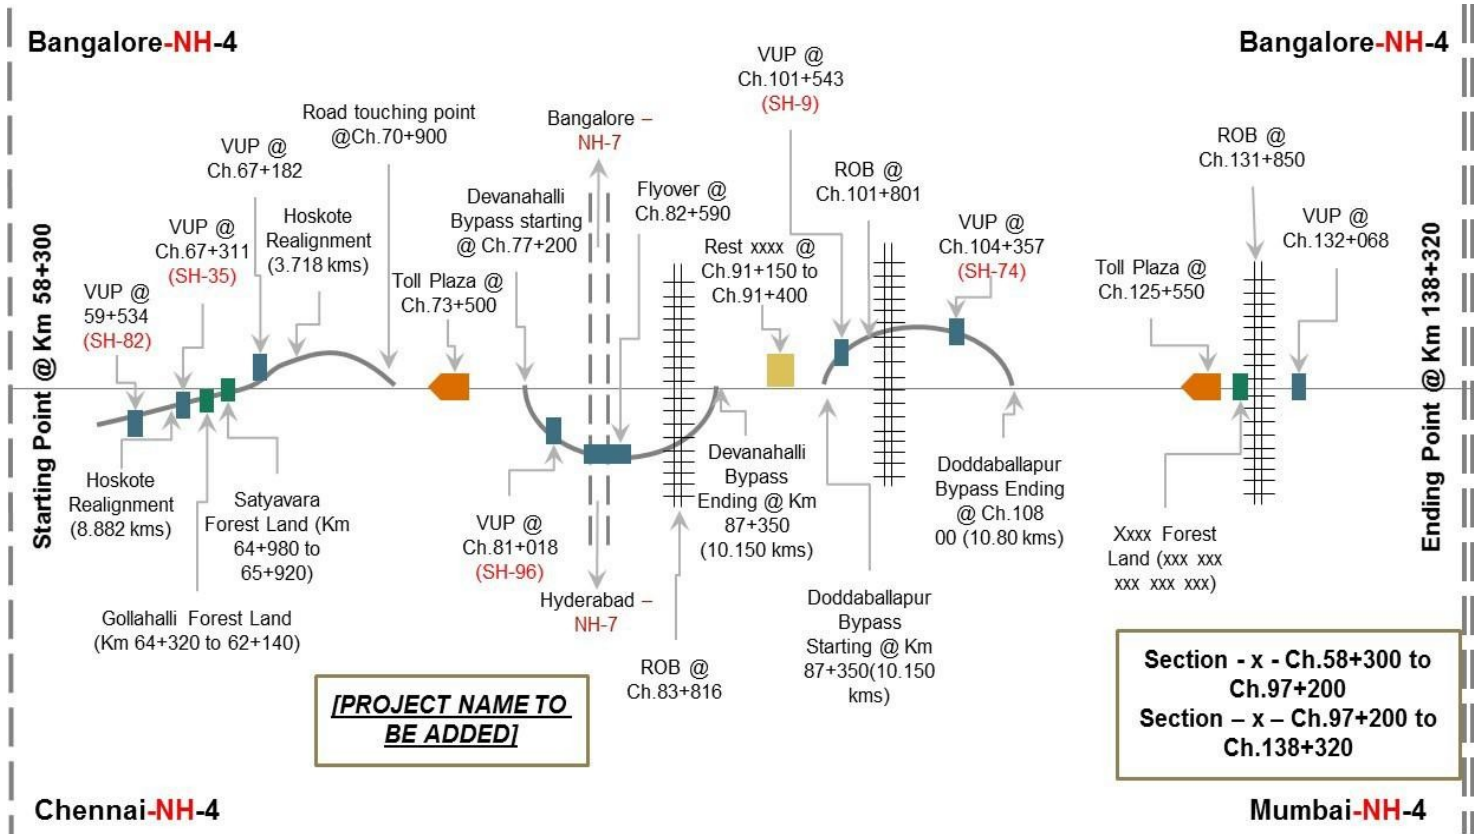 Bangalore-NH-4
Bangalore-NH-4
Starting Point @ Km 58+300
VUP @
59+534
(SH-82)
VUP @
Ch.67+311
(SH-35)
VUP @
Ch.67+182
Hoskote
Realignment
(3.718 kms)
Road touching point
@Ch.70+900
Toll Plaza @
Ch.73+500
Devanahalli
Bypass starting
@ Ch.77+200
Bangalore –
NH-7
Flyover @
Ch.82+590
Rest xxxx @
Ch.91+150 to
Ch.91+400
VUP @
Ch.101+543
(SH-9)
ROB @
Ch.101+801
VUP @
Ch.104+357
(SH-74)
Toll Plaza @
Ch.125+550
ROB @
Ch.131+850
VUP @
Ch.132+068
Ending Point @ Km 138+320
Hoskote
Realignment
(8.882 kms)
Gollahalli Forest Land
(Km 64+320 to 62+140)
Satyavara
Forest Land (Km
64+980 to
65+920)
VUP @
Ch.81+018
(SH-96)
Hyderabad –
NH-7
ROB @
Ch.83+816
Devanahalli
Bypass
Ending @ Km
87+350
(10.150 kms)
Doddaballapur
Bypass
Starting @ Km
87+350(10.150
kms)
Doddaballapur
Bypass Ending
@ Ch.108
00 (10.80 kms)
Xxxx Forest
Land (xxx xxx
xxx xxx xxx)
[PROJECT NAME TO
BE ADDED]
Section - x - Ch.58+300 to
Ch.97+200
Section – x – Ch.97+200 to
Ch.138+320
Chennai-NH-4
Mumbai-NH-4